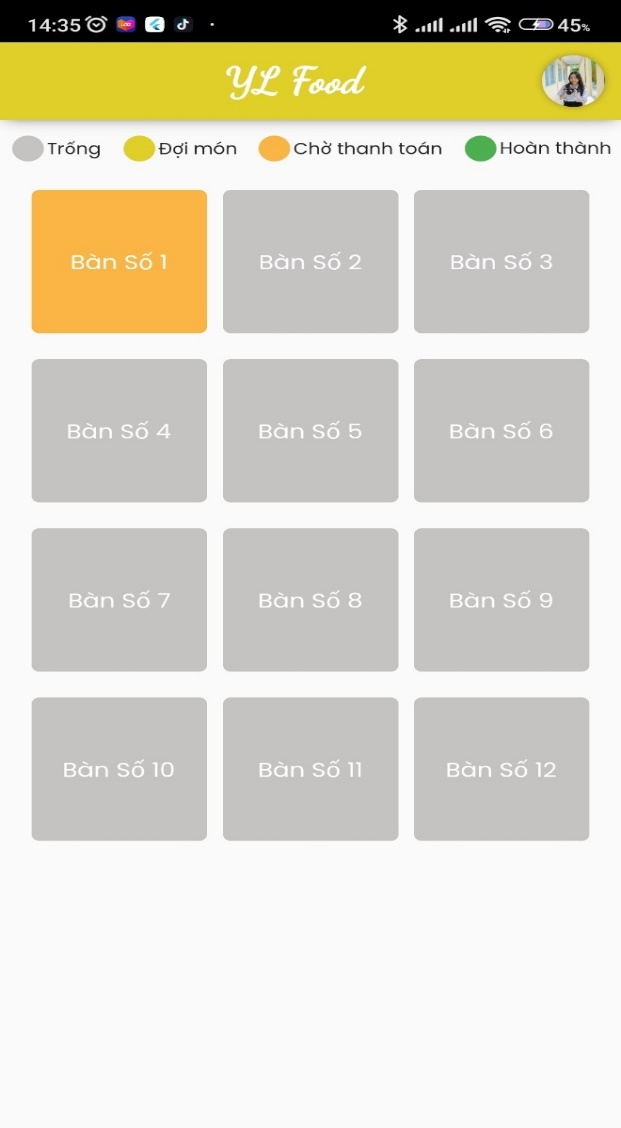 14:35 45%
YL Food
Trống Đợi món Chờ thanh toán Hoàn thành
Bàn Số 1 Bàn Số 2 Bàn Số 3
Bàn Số 4 Bàn Số 5 Bàn Số 6
Bàn Số 7 Bàn Số 8 Bàn Số 9
Bàn Số 10 Bàn Số 11 Bàn Số 12